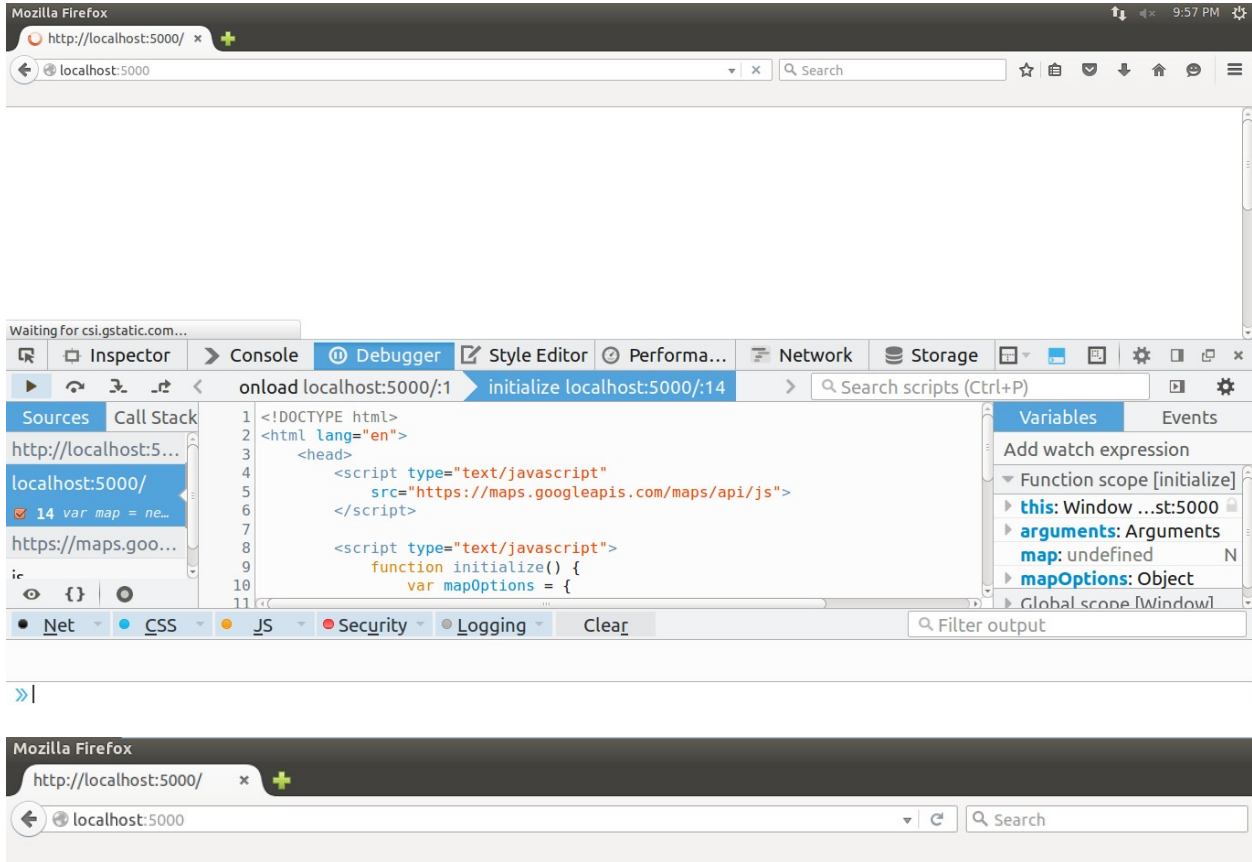 Mozilla Firefox 9:57 PM
http://localhost:5000/
localhost:5000 Search
Waiting for csi.gstatic.com...
Inspector Console Debugger Style Editor Performa... Network Storage
onload localhost:5000/:1 initialize localhost:5000/:14 Search scripts (Ctrl+P)
Sources Call Stack
http://localhost:5...
localhost:5000/
14 var map = ne...
https://maps.goo...
js
{}
1 <!DOCTYPE html>
2 <html lang="en">
3 <head>
4 <script type="text/javascript"
5 src="https://maps.googleapis.com/maps/api/js">
6 </script>
7
8 <script type="text/javascript">
9 function initialize() {
10 var mapOptions = {
11
Variables Events
Add watch expression
Function scope [initialize]
this: Window ...st:5000
arguments: Arguments
map: undefined N
mapOptions: Object
Global scope [Window]
Net CSS JS Security Logging Clear Filter output
»
Mozilla Firefox
http://localhost:5000/
localhost:5000 Search